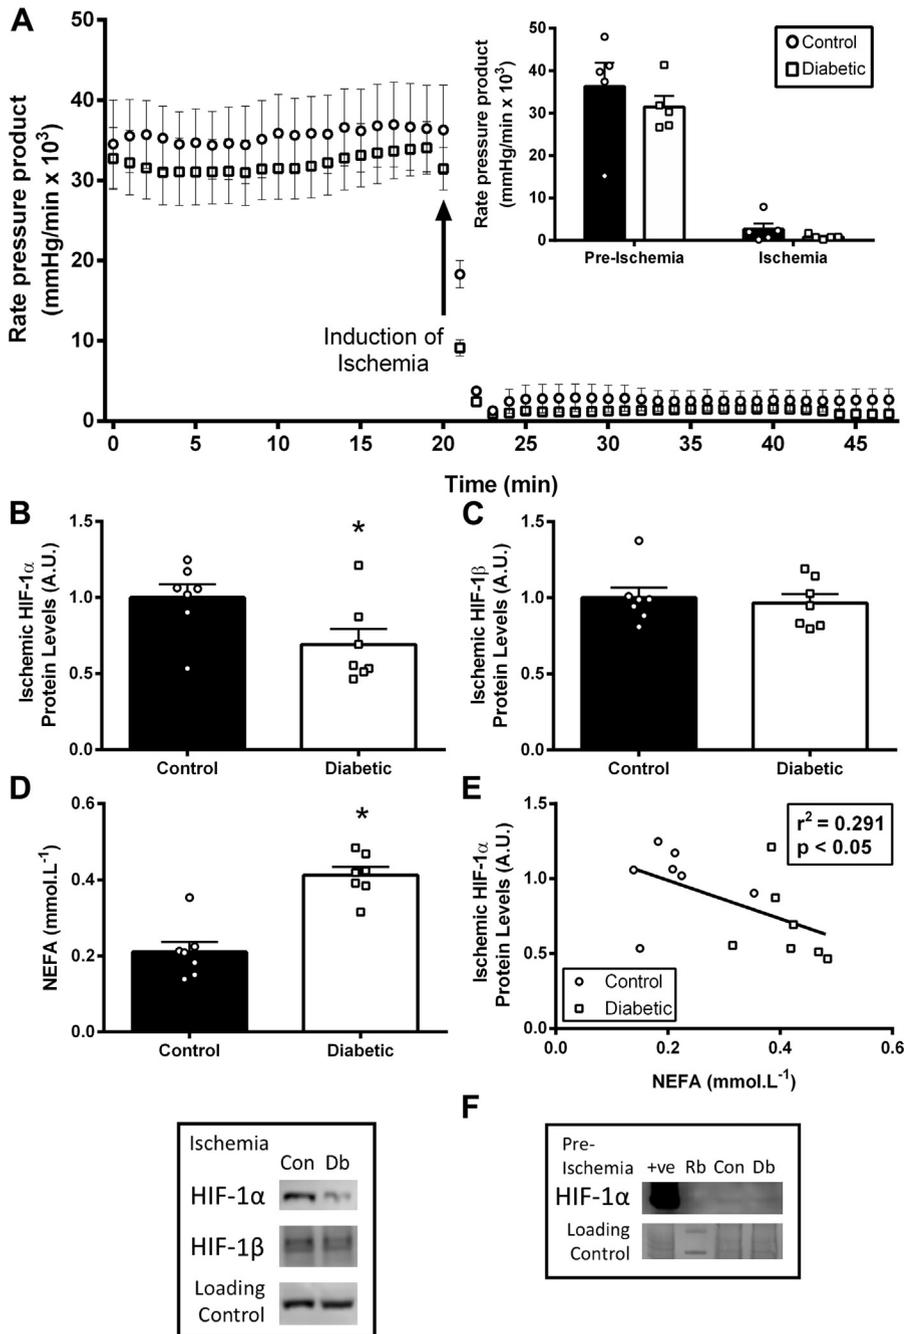 A
50
40
30
20
10
0
Rate pressure product
(mmHg/min x 10³)
0 5 10 15 20 25 30 35 40 45
Time (min)
Induction of
Ischemia
50
40
30
20
10
0
Rate pressure product
(mmHg/min x 10³)
Pre-Ischemia Ischemia
Control
Diabetic
B
1.5
1.0
0.5
0.0
Ischemic HIF-1α
Protein Levels (A.U.)
*
Control Diabetic
C
1.5
1.0
0.5
0.0
Ischemic HIF-1β
Protein Levels (A.U.)
Control Diabetic
D
0.6
0.4
0.2
0.0
NEFA (mmol.L⁻¹)
*
Control Diabetic
E
1.5
1.0
0.5
0.0
Ischemic HIF-1α
Protein Levels (A.U.)
r² = 0.291
p < 0.05
Control
Diabetic
0.0 0.2 0.4 0.6
NEFA (mmol.L⁻¹)
Ischemia
Con Db
HIF-1α
HIF-1β
Loading
Control
F
Pre-
Ischemia +ve Rb Con Db
HIF-1α
Loading
Control